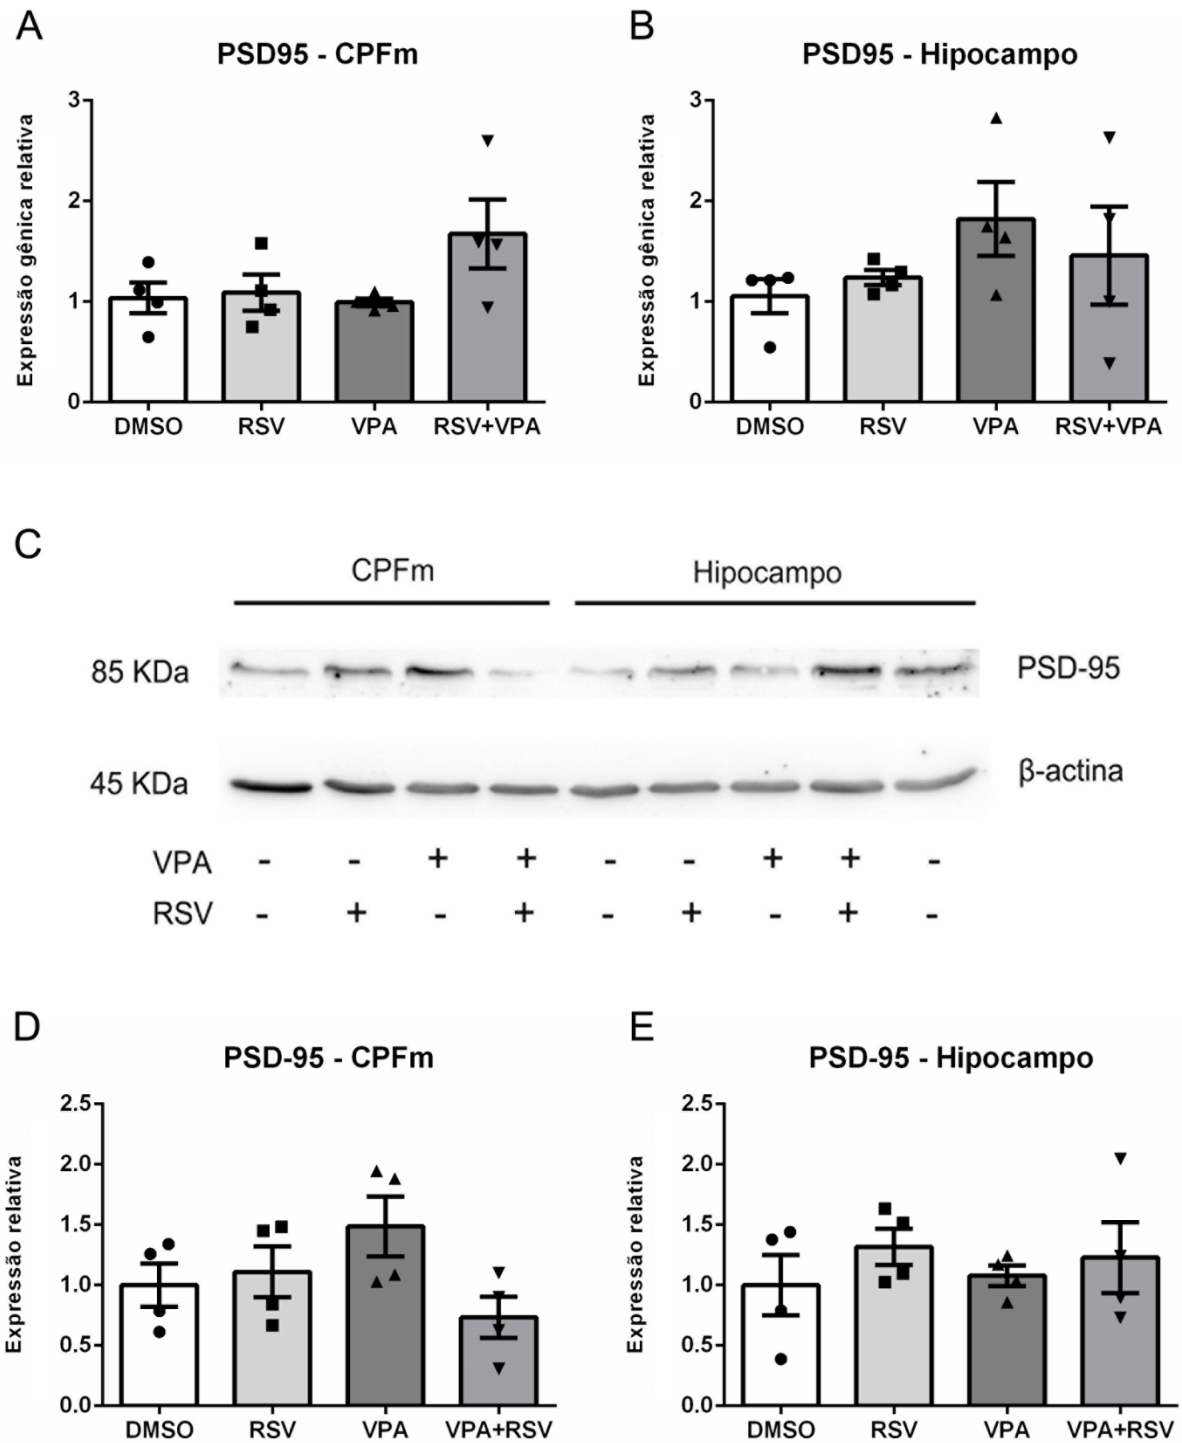 A
PSD95 - CPFm
Expressão gênica relativa
3
2
1
0
DMSO RSV VPA RSV+VPA
B
PSD95 - Hipocampo
Expressão gênica relativa
3
2
1
0
DMSO RSV VPA RSV+VPA
C
CPFm Hipocampo
85 KDa PSD-95
45 KDa β-actina
VPA - - + + - - + + -
RSV - + - + - + - + -
D
PSD-95 - CPFm
Expressão relativa
2.5
2.0
1.5
1.0
0.5
0.0
DMSO RSV VPA VPA+RSV
E
PSD-95 - Hipocampo
Expressão relativa
2.5
2.0
1.5
1.0
0.5
0.0
DMSO RSV VPA VPA+RSV